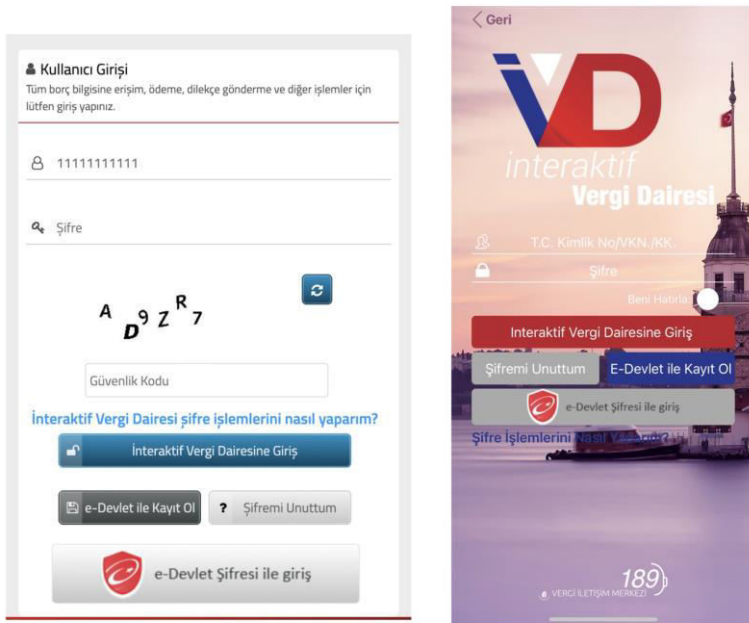 Kullanıcı Girişi
Tüm borç bilgisine erişim, ödeme, dilekçe gönderme ve diğer işlemler için
lütfen giriş yapınız.
11111111111
Şifre
A D 9 Z R 7
Güvenlik Kodu
İnteraktif Vergi Dairesi şifre işlemlerini nasıl yaparım?
İnteraktif Vergi Dairesine Giriş
e-Devlet ile Kayıt Ol
? Şifremi Unuttum
e-Devlet Şifresi ile giriş
Geri
iVD
interaktif
Vergi Dairesi
T.C. Kimlik No/VKN./KK.
Şifre
Beni Hatırla
Interaktif Vergi Dairesine Giriş
Şifremi Unuttum
E-Devlet ile Kayıt Ol
e-Devlet Şifresi ile giriş
Şifre İşlemlerini Nasıl Yaparım?
189
VERGİ İLETİŞİM MERKEZİ